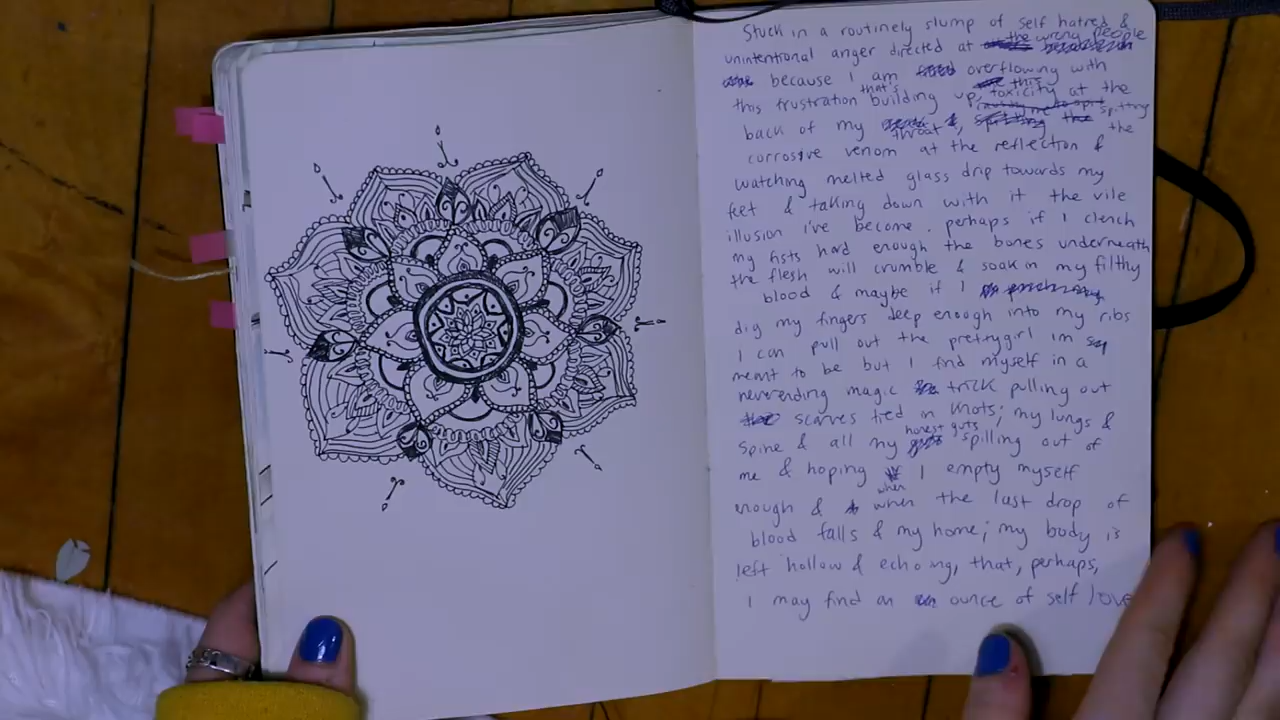 Stuck in a routinely slump of self hatred &
unintentional anger directed at the wrong people
because I am overflowing with
this frustration that's building up, this toxicity at the
back of my throat, spitting the
corrosive venom at the reflection &
watching melted glass drip towards my
feet & taking down with it the vile
illusion i've become. perhaps if I clench
my fists hard enough the bones underneath
the flesh will crumble & soak in my filthy
blood & maybe if I
dig my fingers deep enough into my ribs
I can pull out the prettygirl im
meant to be but I find myself in a
neverending magic trick pulling out
scarves tied in knots; my lungs &
spine & all my honest guts spilling out of
me & hoping I empty myself
enough & when when the last drop of
blood falls & my home; my body is
left hollow & echoing, that, perhaps,
I may find an ounce of self love